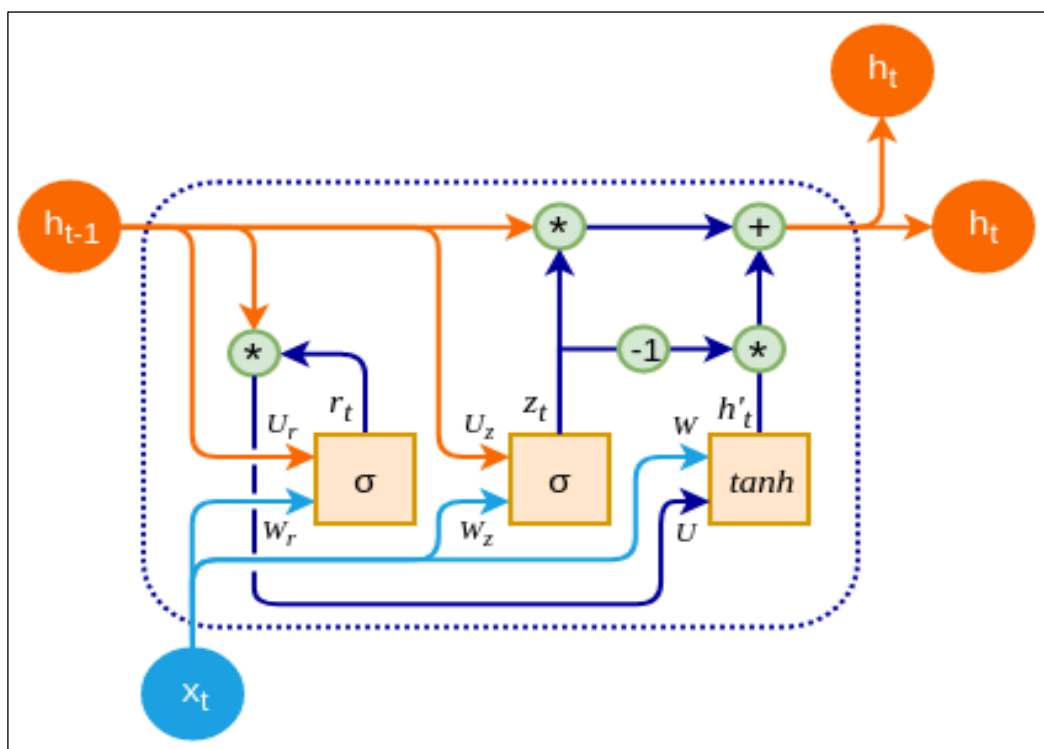 h_t
h_{t-1}
*
+
h_t
*
-1
*
r_t
z_t
h'_t
U_r
U_z
W
σ
σ
tanh
W_r
W_z
U
x_t